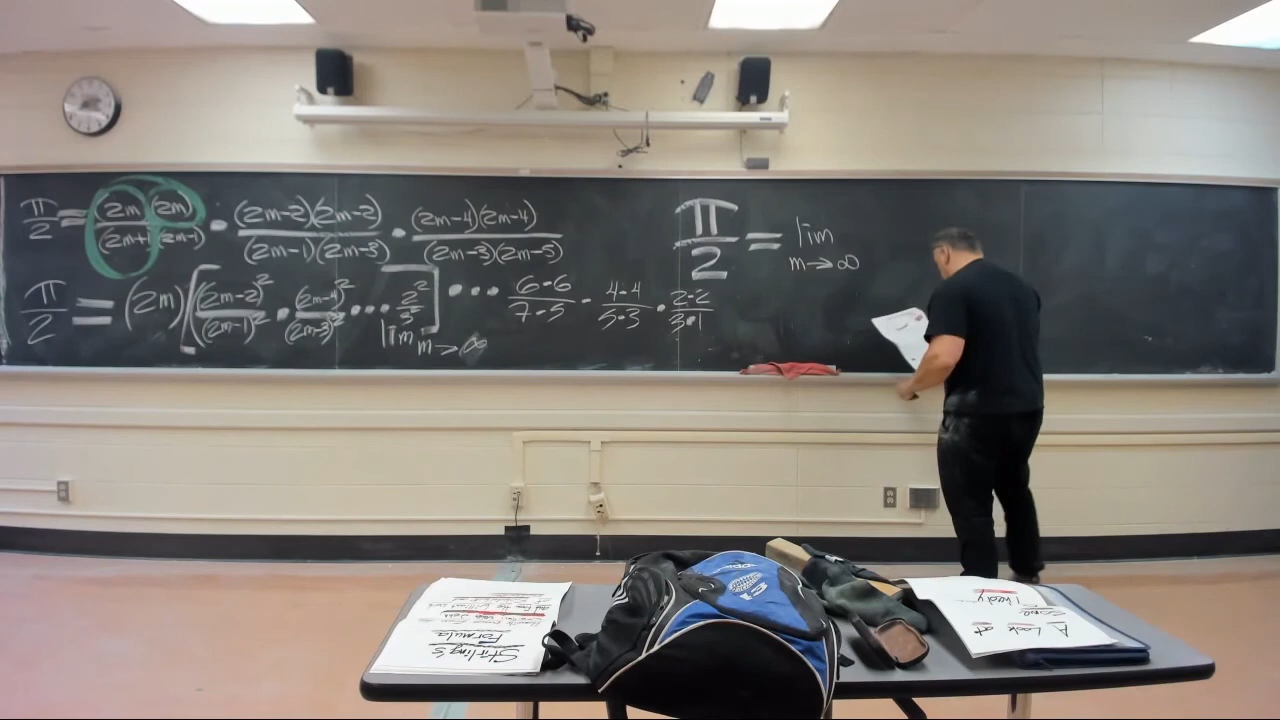 π/2 = (2m)(2m)/(2m+1)(2m-1) • (2m-2)(2m-2)/(2m-1)(2m-3) • (2m-4)(2m-4)/(2m-3)(2m-5)
π/2 = (2m)[(2m-2)²/(2m-1)² • (2m-4)²/(2m-3)² ••• 2²/3²] ••• 6-6/7-5 • 4-4/5-3 • 2-2/3•1
lim m→∞
π/2 = lim m→∞
Stirling's
Formula
A Look at
Some
Theory